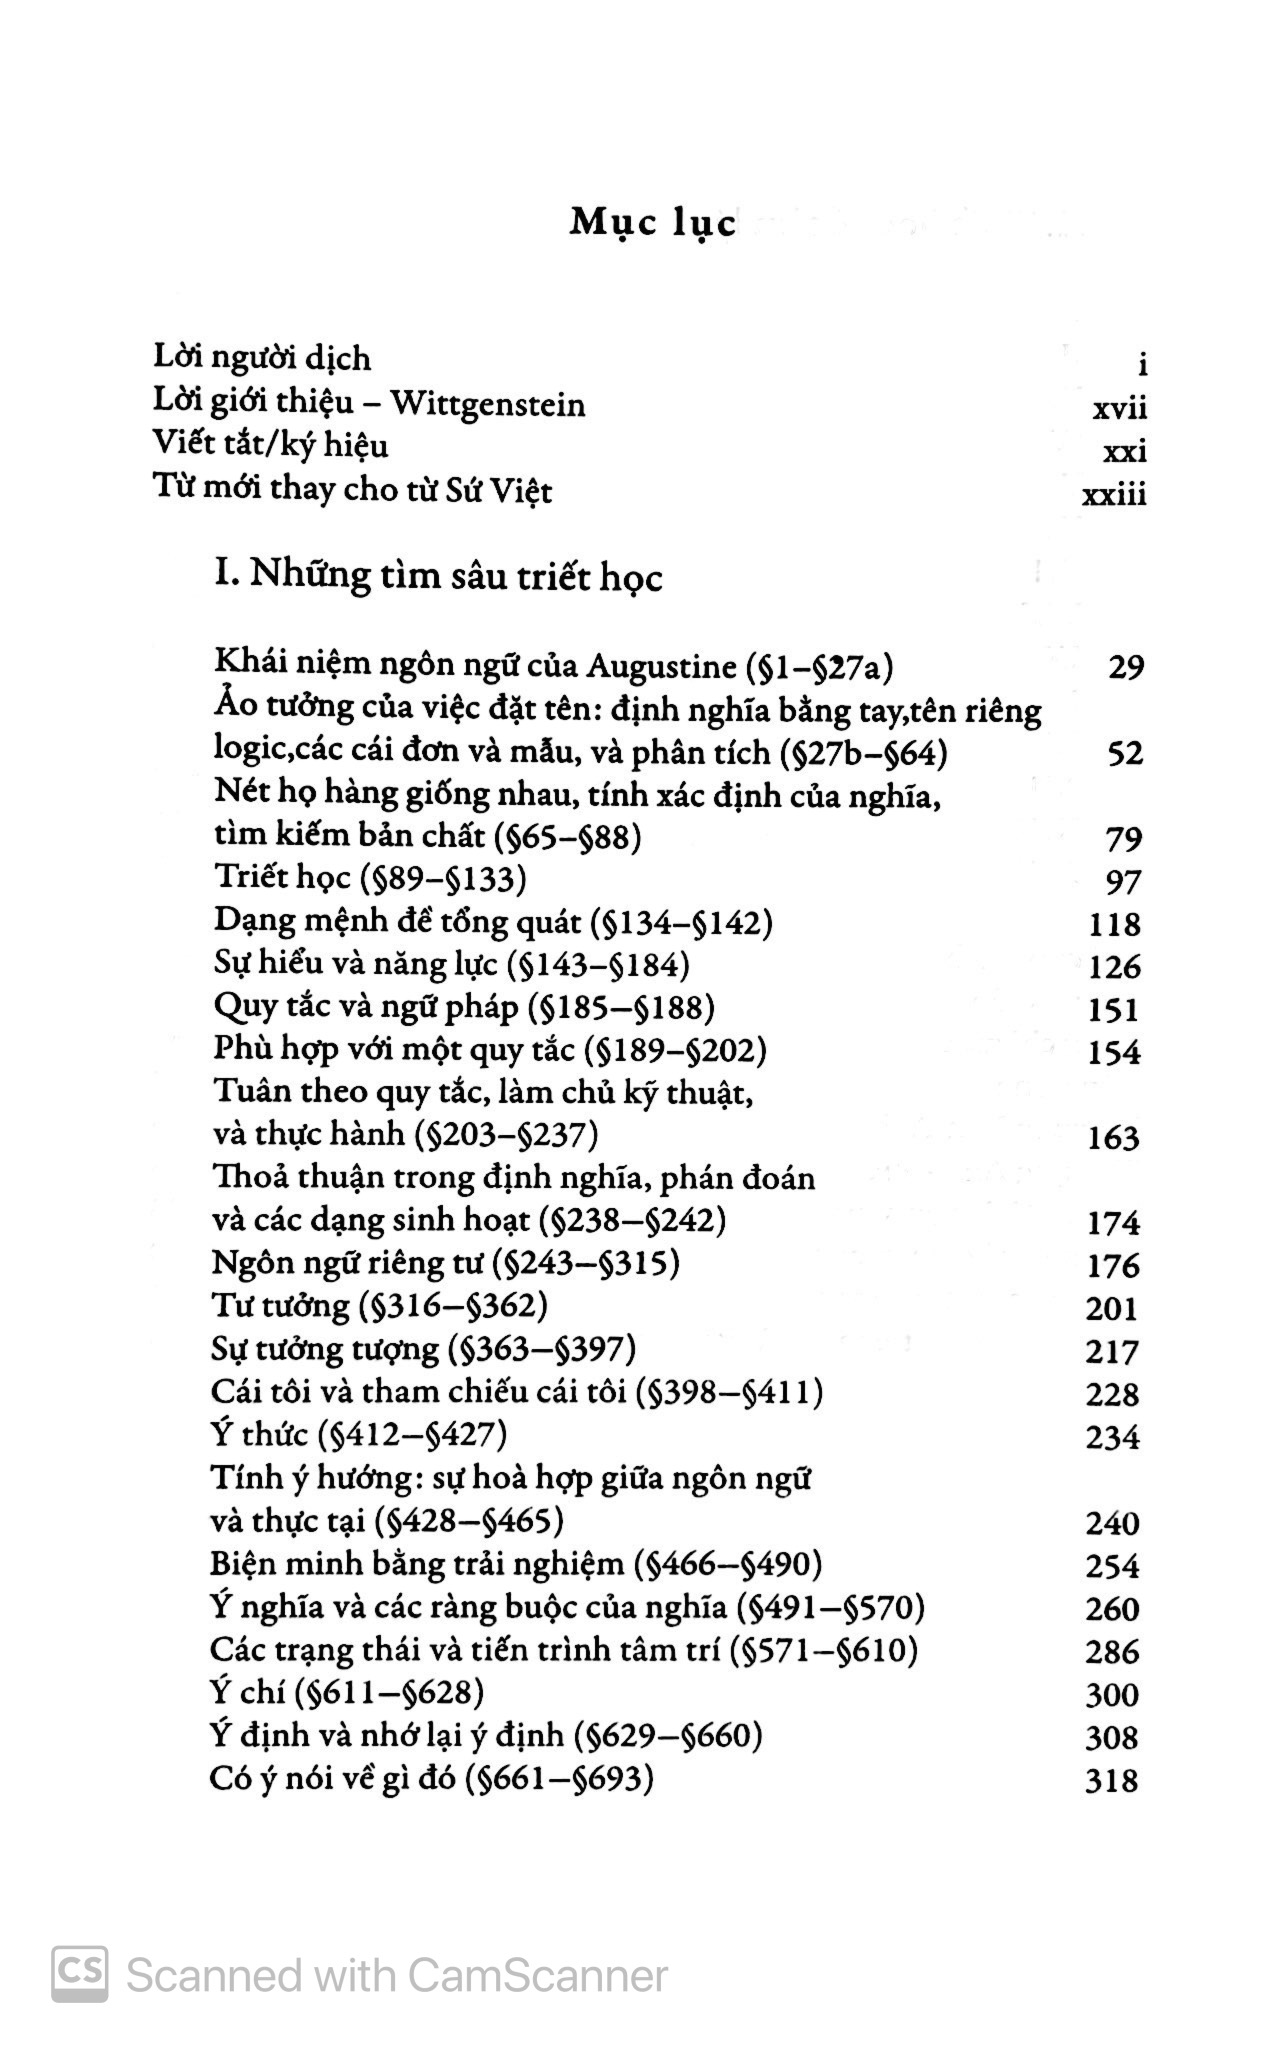 Mục lục
Lời người dịch i
Lời giới thiệu – Wittgenstein xvii
Viết tắt/ký hiệu xxi
Từ mới thay cho từ Sứ Việt xxiii
I. Những tìm sâu triết học
Khái niệm ngôn ngữ của Augustine (§1–§27a) 29
Ảo tưởng của việc đặt tên: định nghĩa bằng tay,tên riêng
logic,các cái đơn và mẫu, và phân tích (§27b–§64) 52
Nét họ hàng giống nhau, tính xác định của nghĩa,
tìm kiếm bản chất (§65–§88) 79
Triết học (§89–§133) 97
Dạng mệnh đề tổng quát (§134–§142) 118
Sự hiểu và năng lực (§143–§184) 126
Quy tắc và ngữ pháp (§185–§188) 151
Phù hợp với một quy tắc (§189–§202) 154
Tuân theo quy tắc, làm chủ kỹ thuật,
và thực hành (§203–§237) 163
Thoả thuận trong định nghĩa, phán đoán
và các dạng sinh hoạt (§238–§242) 174
Ngôn ngữ riêng tư (§243–§315) 176
Tư tưởng (§316–§362) 201
Sự tưởng tượng (§363–§397) 217
Cái tôi và tham chiếu cái tôi (§398–§411) 228
Ý thức (§412–§427) 234
Tính ý hướng: sự hoà hợp giữa ngôn ngữ
và thực tại (§428–§465) 240
Biện minh bằng trải nghiệm (§466–§490) 254
Ý nghĩa và các ràng buộc của nghĩa (§491–§570) 260
Các trạng thái và tiến trình tâm trí (§571–§610) 286
Ý chí (§611–§628) 300
Ý định và nhớ lại ý định (§629–§660) 308
Có ý nói về gì đó (§661–§693) 318
CS Scanned with CamScanner